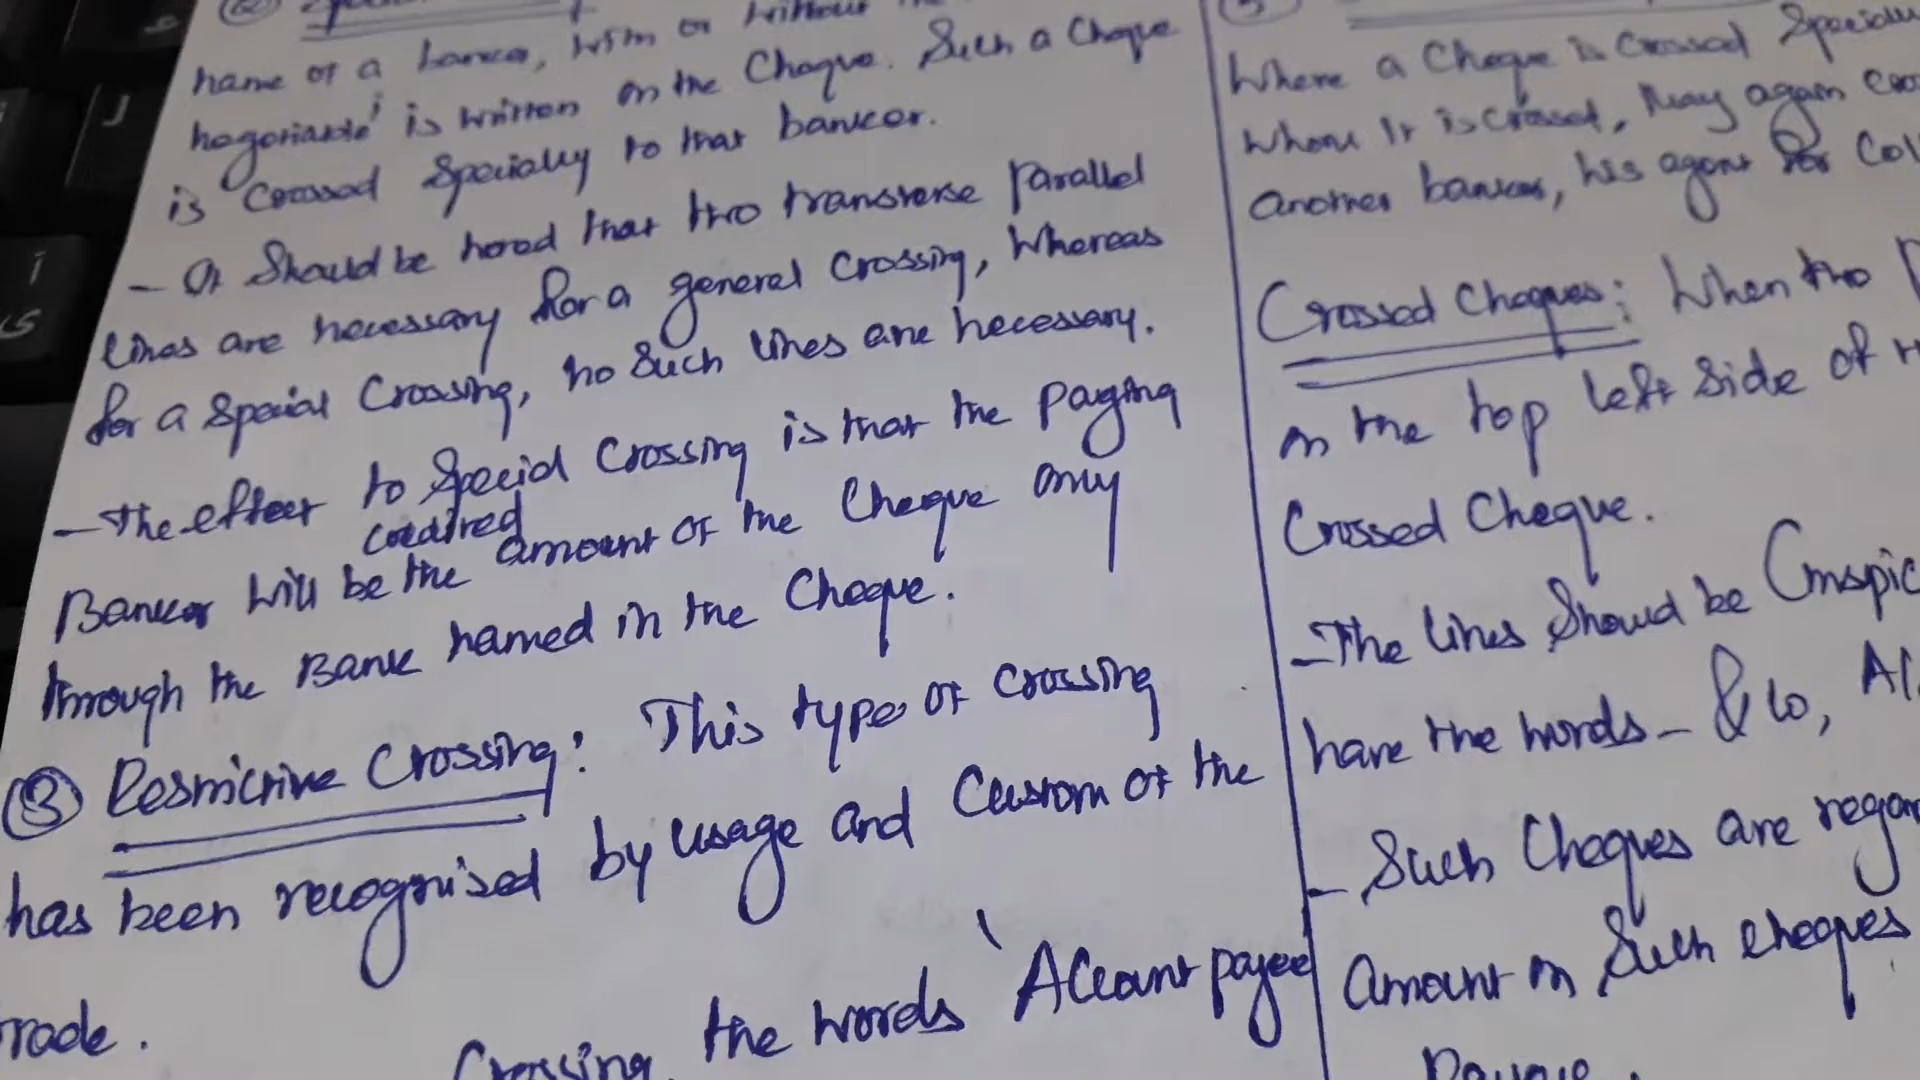 name of a banker, with or without the
negotiable' is written on the Cheque. Such a Cheque
is Crossed Specially to that banker.
- It Should be noted that two transverse parallel
lines are necessary for a general Crossing, Whereas
for a Special Crossing, no Such lines are necessary.
- The effect to Special Crossing is that the paying
credited
Banker will be the amount of the Cheque only
through the Bank named in the Cheque.
③ Restrictive Crossing: This type of Crossing
has been recognised by usage and Custom of the
rade.
Crossing, the words 'Account payee
Where a Cheque is Crossed Specially
whom It is crossed, may again
another banker, his agent for
Crossed Cheques: When two
on the top left side of
Crossed Cheque.
- The lines Should be
have the words - & Co,
- Such Cheques are
Amount on Such cheques